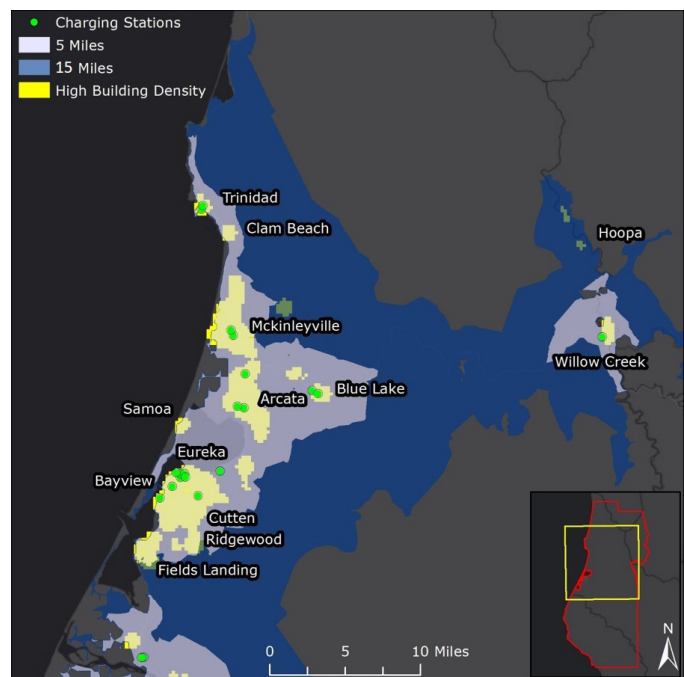 Charging Stations
5 Miles
15 Miles
High Building Density
Trinidad
Clam Beach
Hoopa
Mckinleyville
Willow Creek
Blue Lake
Arcata
Samoa
Eureka
Bayview
Cutten
Ridgewood
Fields Landing
0 5 10 Miles
N